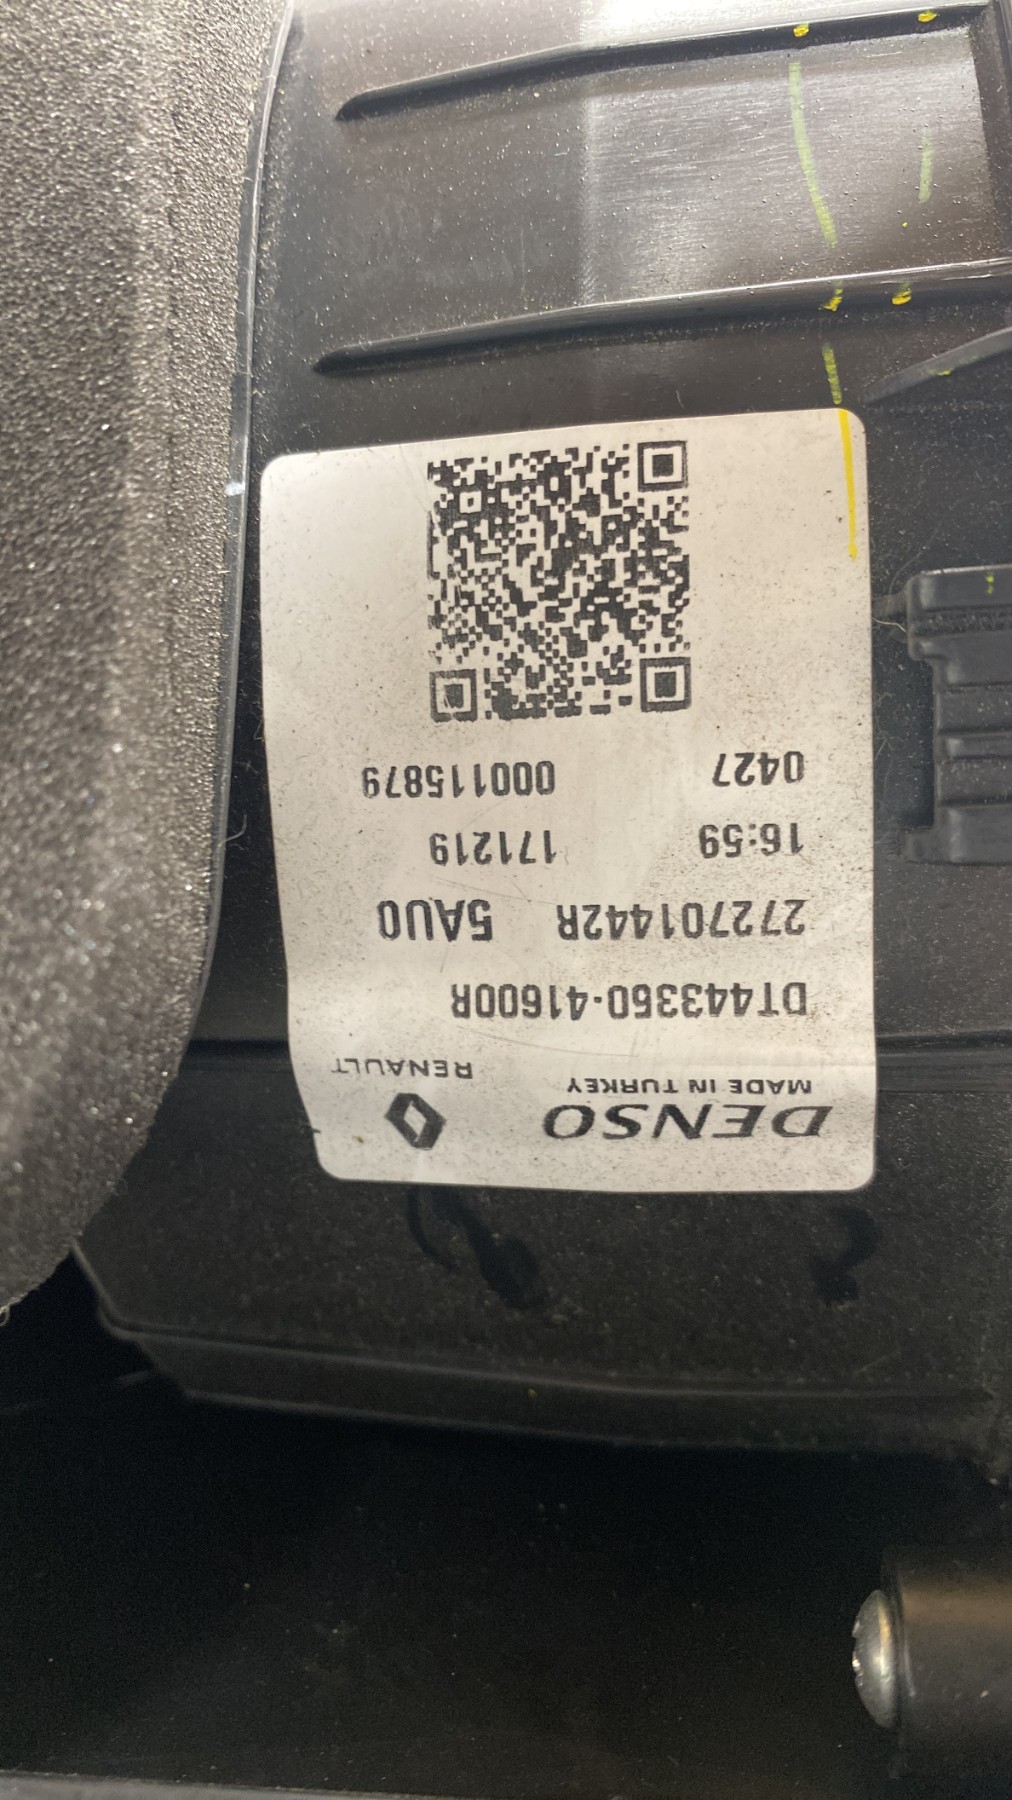 DENSO
MADE IN TURKEY
RENAULT
DT443360-41600R
272701442R 5AU0
16:59 171219
0427 000115879